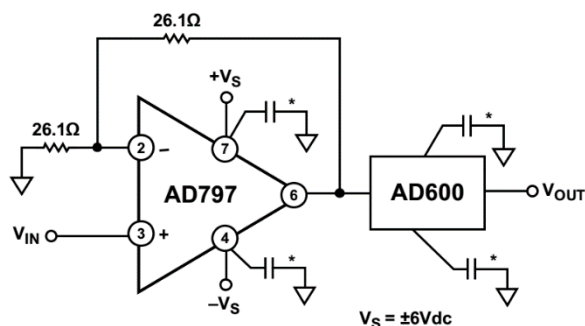 26.1Ω
+VS
*
*
26.1Ω
2
–
7
AD797
6
AD600
VOUT
VIN
3
+
4
*
*
–VS
VS = ±6Vdc